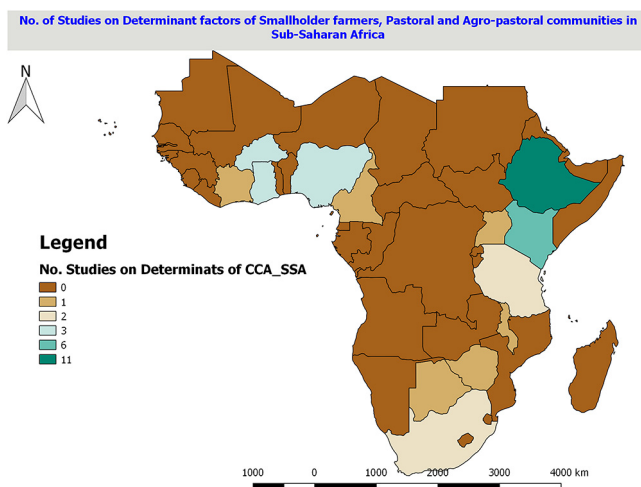 No. of Studies on Determinant factors of Smallholder farmers, Pastoral and Agro-pastoral communities in
Sub-Saharan Africa
N
Legend
No. Studies on Determinats of CCA_SSA
0
1
2
3
6
11
1000 0 1000 2000 3000 4000 km